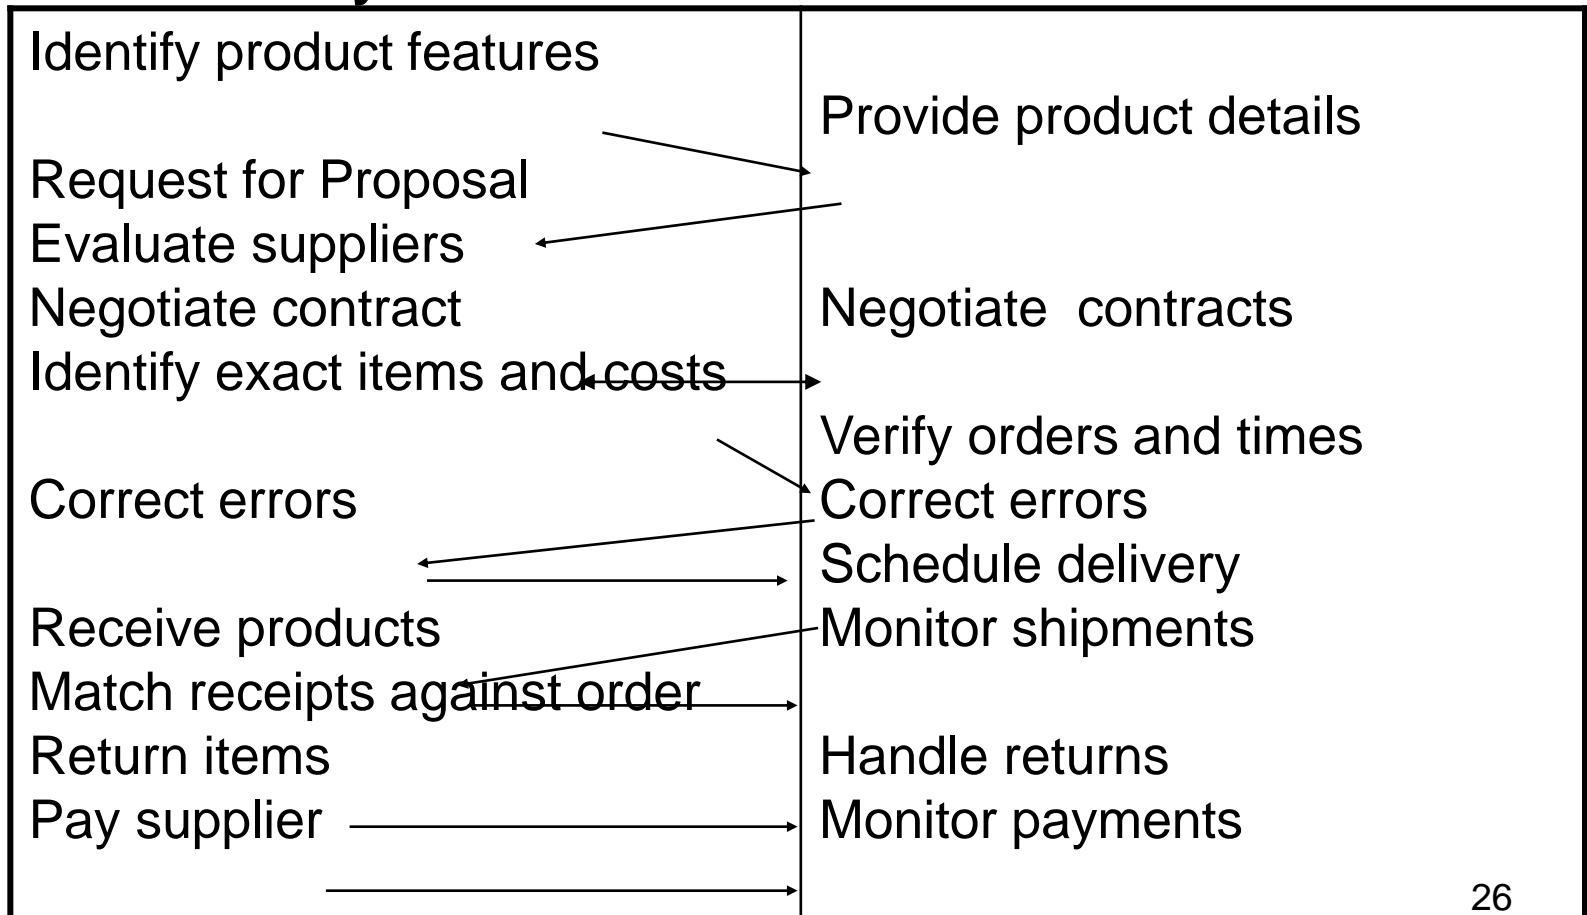 Identify product features
Provide product details
Request for Proposal
Evaluate suppliers
Negotiate contract
Negotiate  contracts
Identify exact items and costs
Verify orders and times
Correct errors
Correct errors
Schedule delivery
Receive products
Monitor shipments
Match receipts against order
Return items
Handle returns
Pay supplier
Monitor payments
26